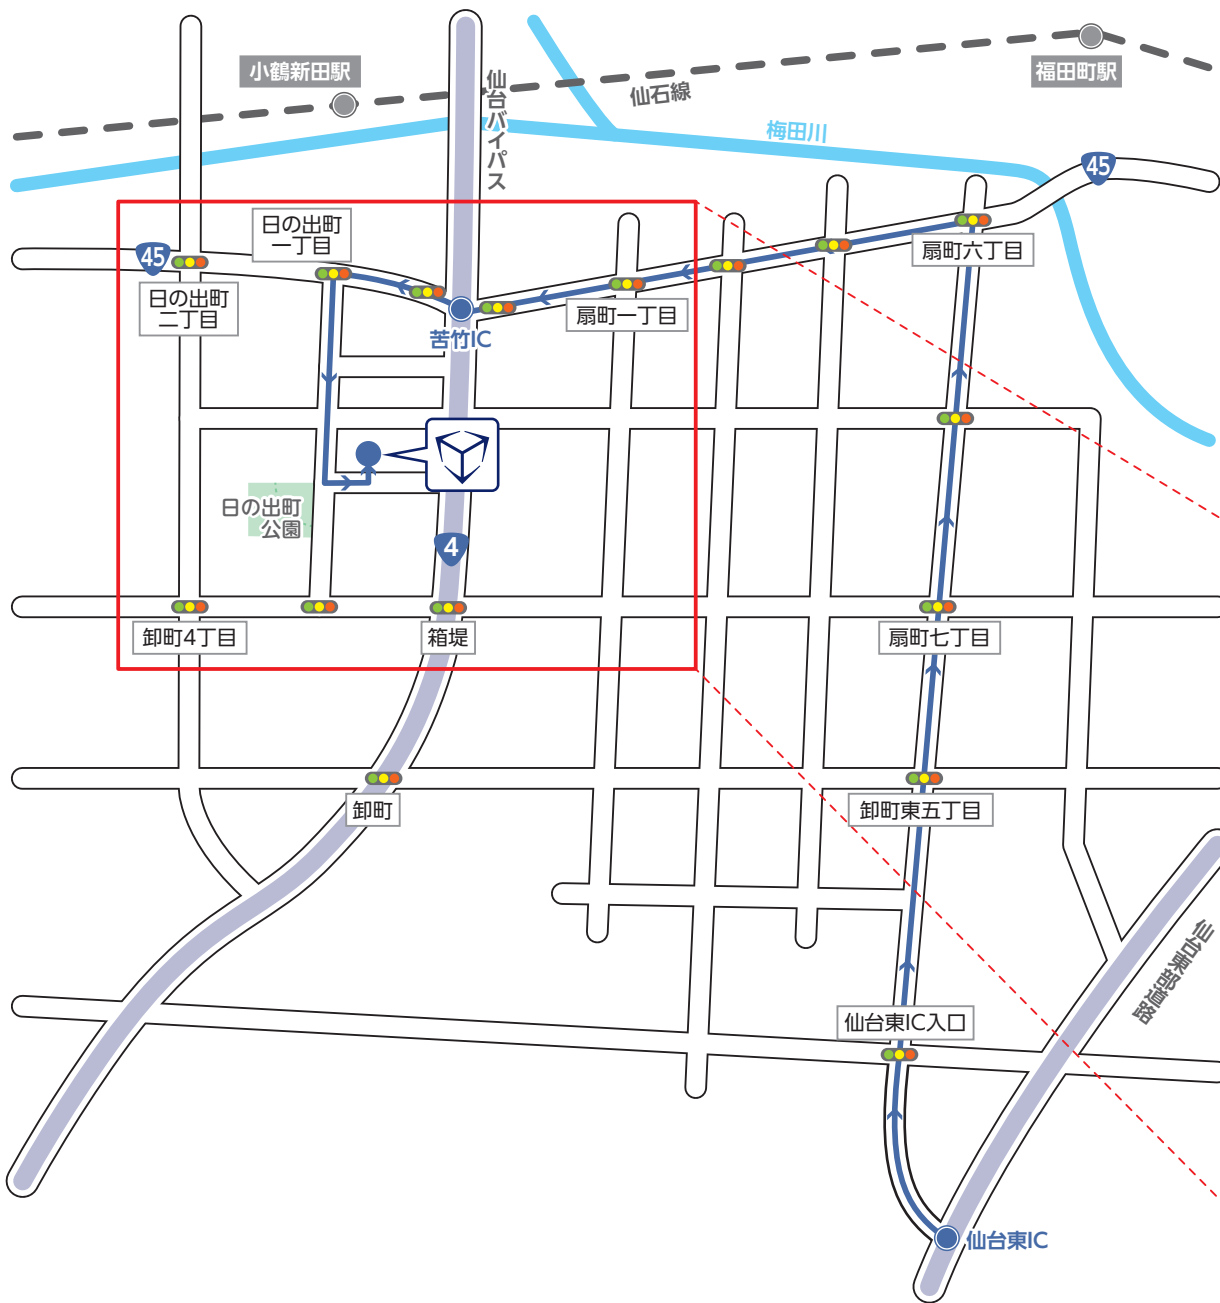 小鶴新田駅
福田町駅
仙石線
仙台バイパス
梅田川
45
日の出町
一丁目
45
扇町六丁目
日の出町
二丁目
扇町一丁目
苦竹IC
日の出町
公園
4
卸町4丁目
箱堤
扇町七丁目
卸町
卸町東五丁目
仙台東部道路
仙台東IC入口
仙台東IC